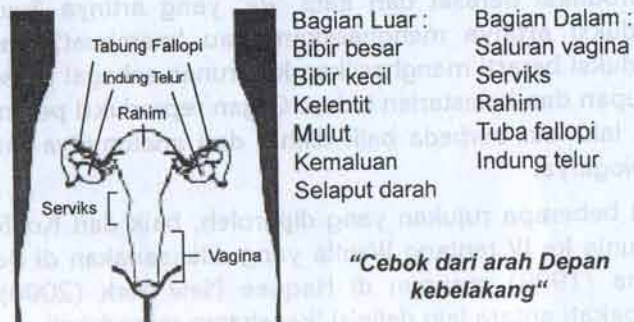 Tabung Fallopi
Indung Telur
Rahim
Serviks
Vagina
Bagian Luar :
Bibir besar
Bibir kecil
Kelentit
Mulut
Kemaluan
Selaput darah
Bagian Dalam :
Saluran vagina
Serviks
Rahim
Tuba fallopi
Indung telur
“Cebok dari arah Depan
kebelakang“